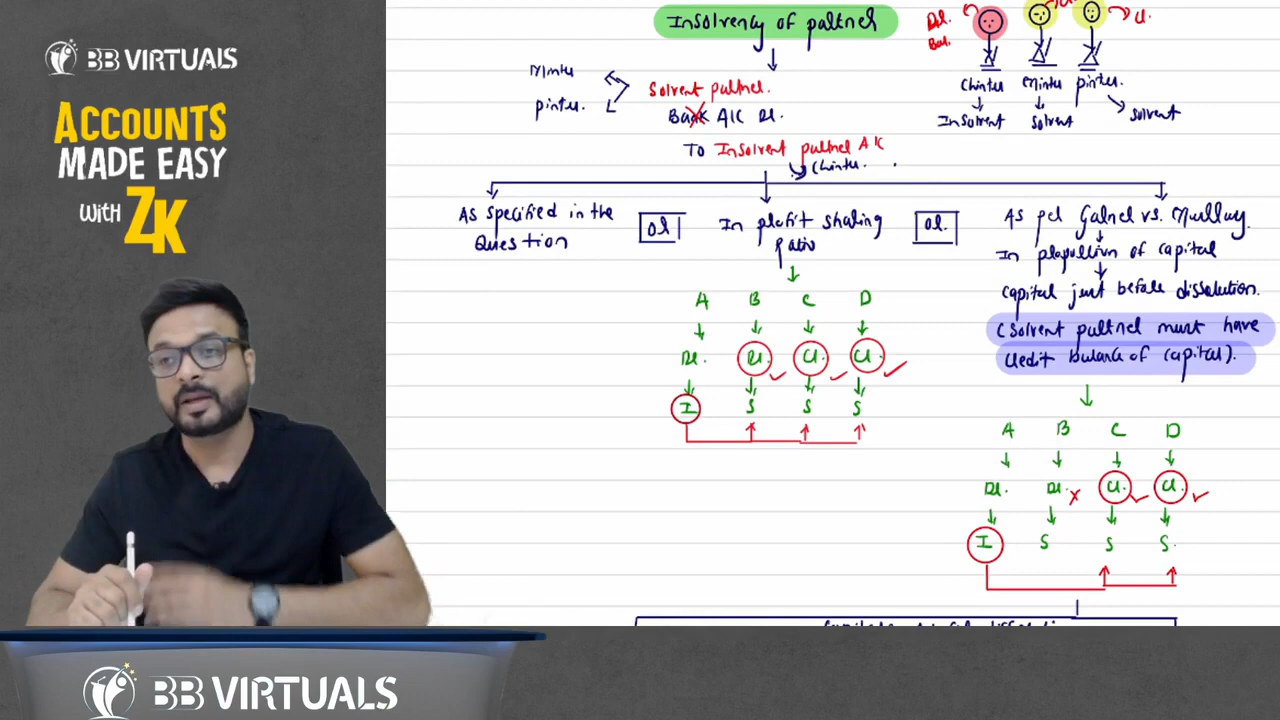 BB VIRTUALS
ACCOUNTS
MADE EASY
WITH ZK
Insolvency of partner
Dr.
Bal.
Cr.
Chintu
Mintu
pintu.
Insolvent
Solvent
Solvent
Mintu
pintu.
Solvent partner.
Bank A/C Dr.
To Insolvent partner A/C
Chintu.
As specified in the
Question
or
In profit sharing
Ratio
or.
As per Garner vs. Murray.
In proportion of capital
capital just before dissolution.
(Solvent partner must have
credit balance of capital).
A B C D
Dr. Dr. Cr. Cr.
I S S S
A B C D
Dr. Dr. x Cr. Cr.
I S S S.
BB VIRTUALS